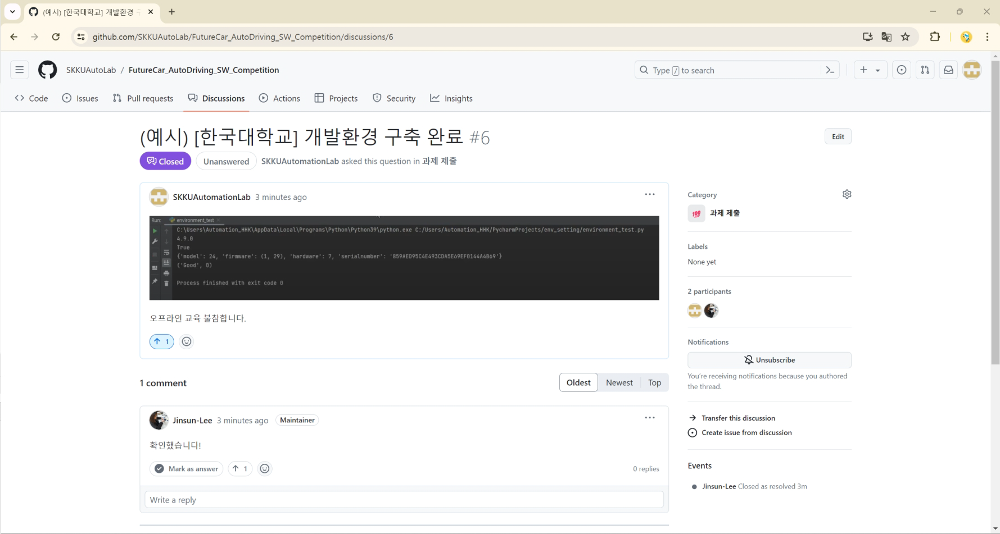 (예시) [한국대학교] 개발환경 구
github.com/SKKUAutoLab/FutureCar_AutoDriving_SW_Competition/discussions/6
SKKUAutoLab / FutureCar_AutoDriving_SW_Competition
Type / to search
Code Issues Pull requests Discussions Actions Projects Security Insights
(예시) [한국대학교] 개발환경 구축 완료 #6
Edit
Closed Unanswered SKKUAutomationLab asked this question in 과제 제출
SKKUAutomationLab 3 minutes ago
Run: environment_test
C:\Users\Automation_HHK\AppData\Local\Programs\Python\Python39\python.exe C:/Users/Automation_HHK/PycharmProjects/env_setting/environment_test.py
4.9.0
True
{'model': 24, 'firmware': (1, 29), 'hardware': 7, 'serialnumber': '859AED95C4E493CDA5E69EF0144A4B69'}
('Good', 0)
Process finished with exit code 0
오프라인 교육 불참합니다.
1
1 comment
Oldest Newest Top
Jinsun-Lee 3 minutes ago Maintainer
확인했습니다!
Mark as answer 1
0 replies
Write a reply
Category
💯 과제 제출
Labels
None yet
2 participants
Notifications
Unsubscribe
You're receiving notifications because you authored
the thread.
Transfer this discussion
Create issue from discussion
Events
Jinsun-Lee Closed as resolved 3m